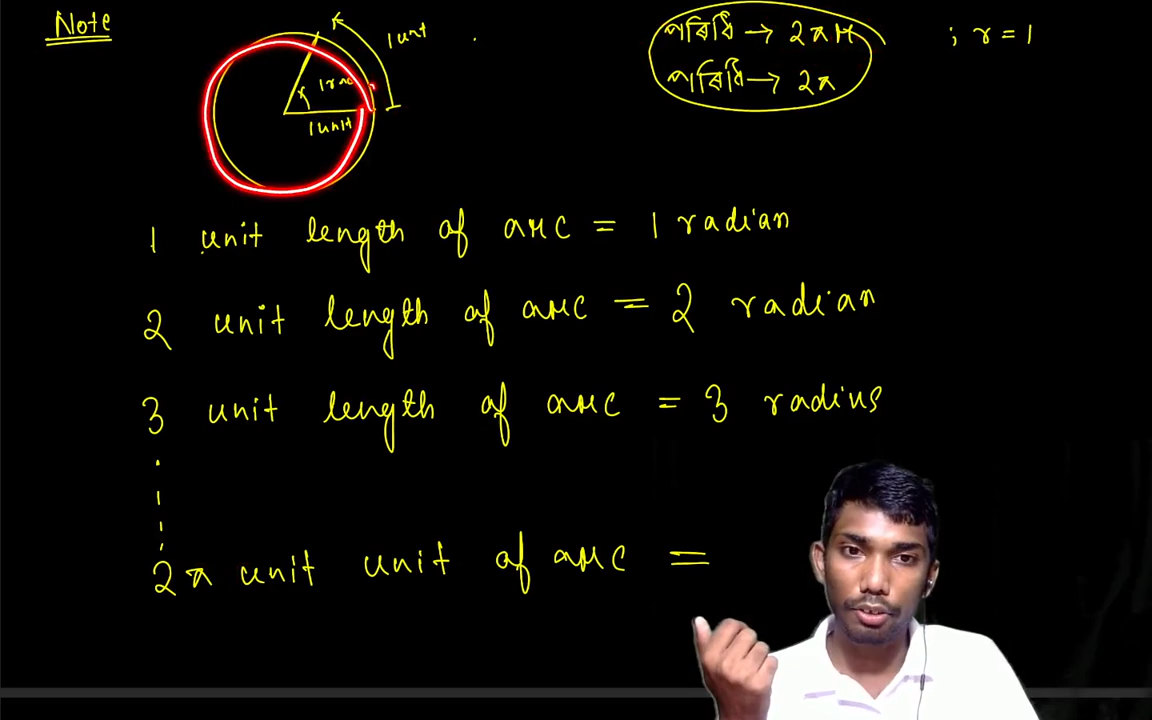 Note
1 unit
1 unit
পৰিধি → 2πr ; r = 1
পৰিধি → 2π
1 unit length of arc = 1 radian
2 unit length of arc = 2 radian
3 unit length of arc = 3 radius
2π unit unit of arc =